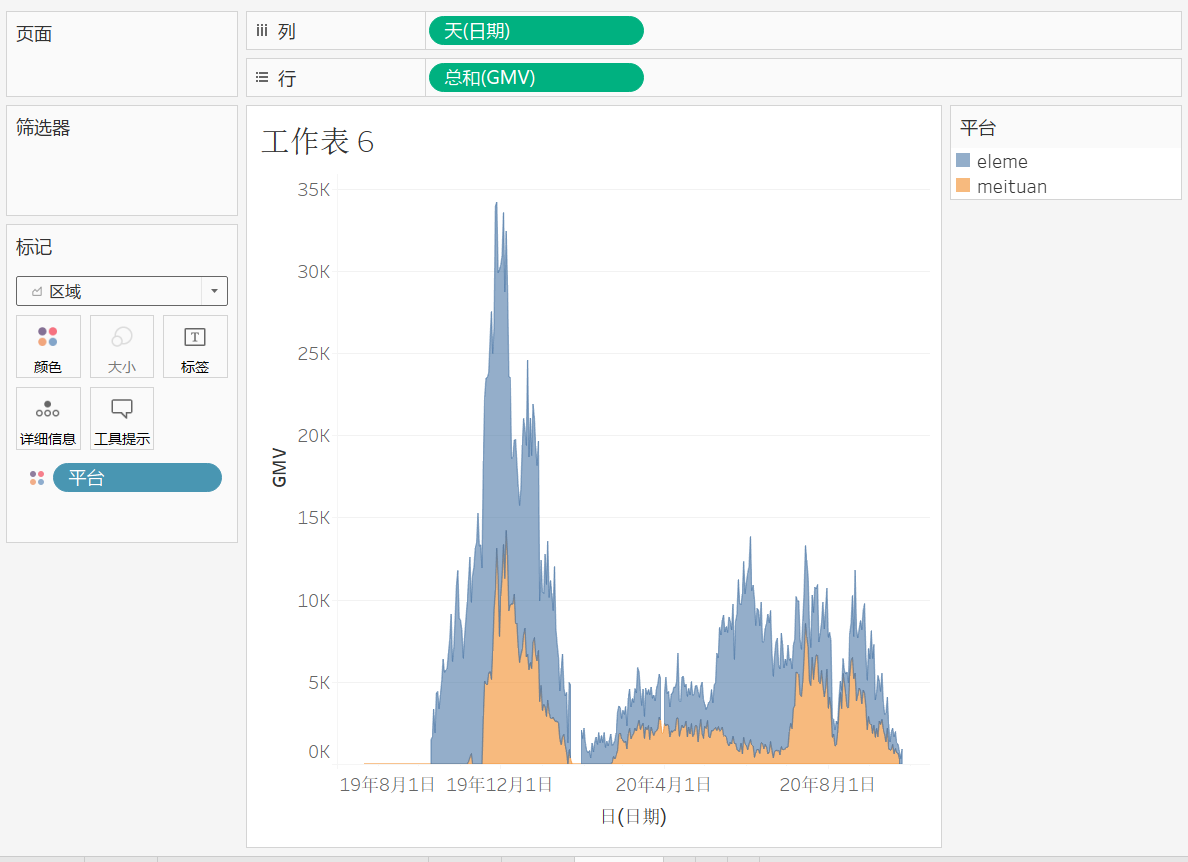 页面
列
天(日期)
行
总和(GMV)
筛选器
标记
区域
颜色
大小
标签
详细信息
工具提示
平台
工作表 6
35K
30K
25K
20K
15K
10K
5K
0K
GMV
19年8月1日
19年12月1日
20年4月1日
20年8月1日
日(日期)
平台
eleme
meituan